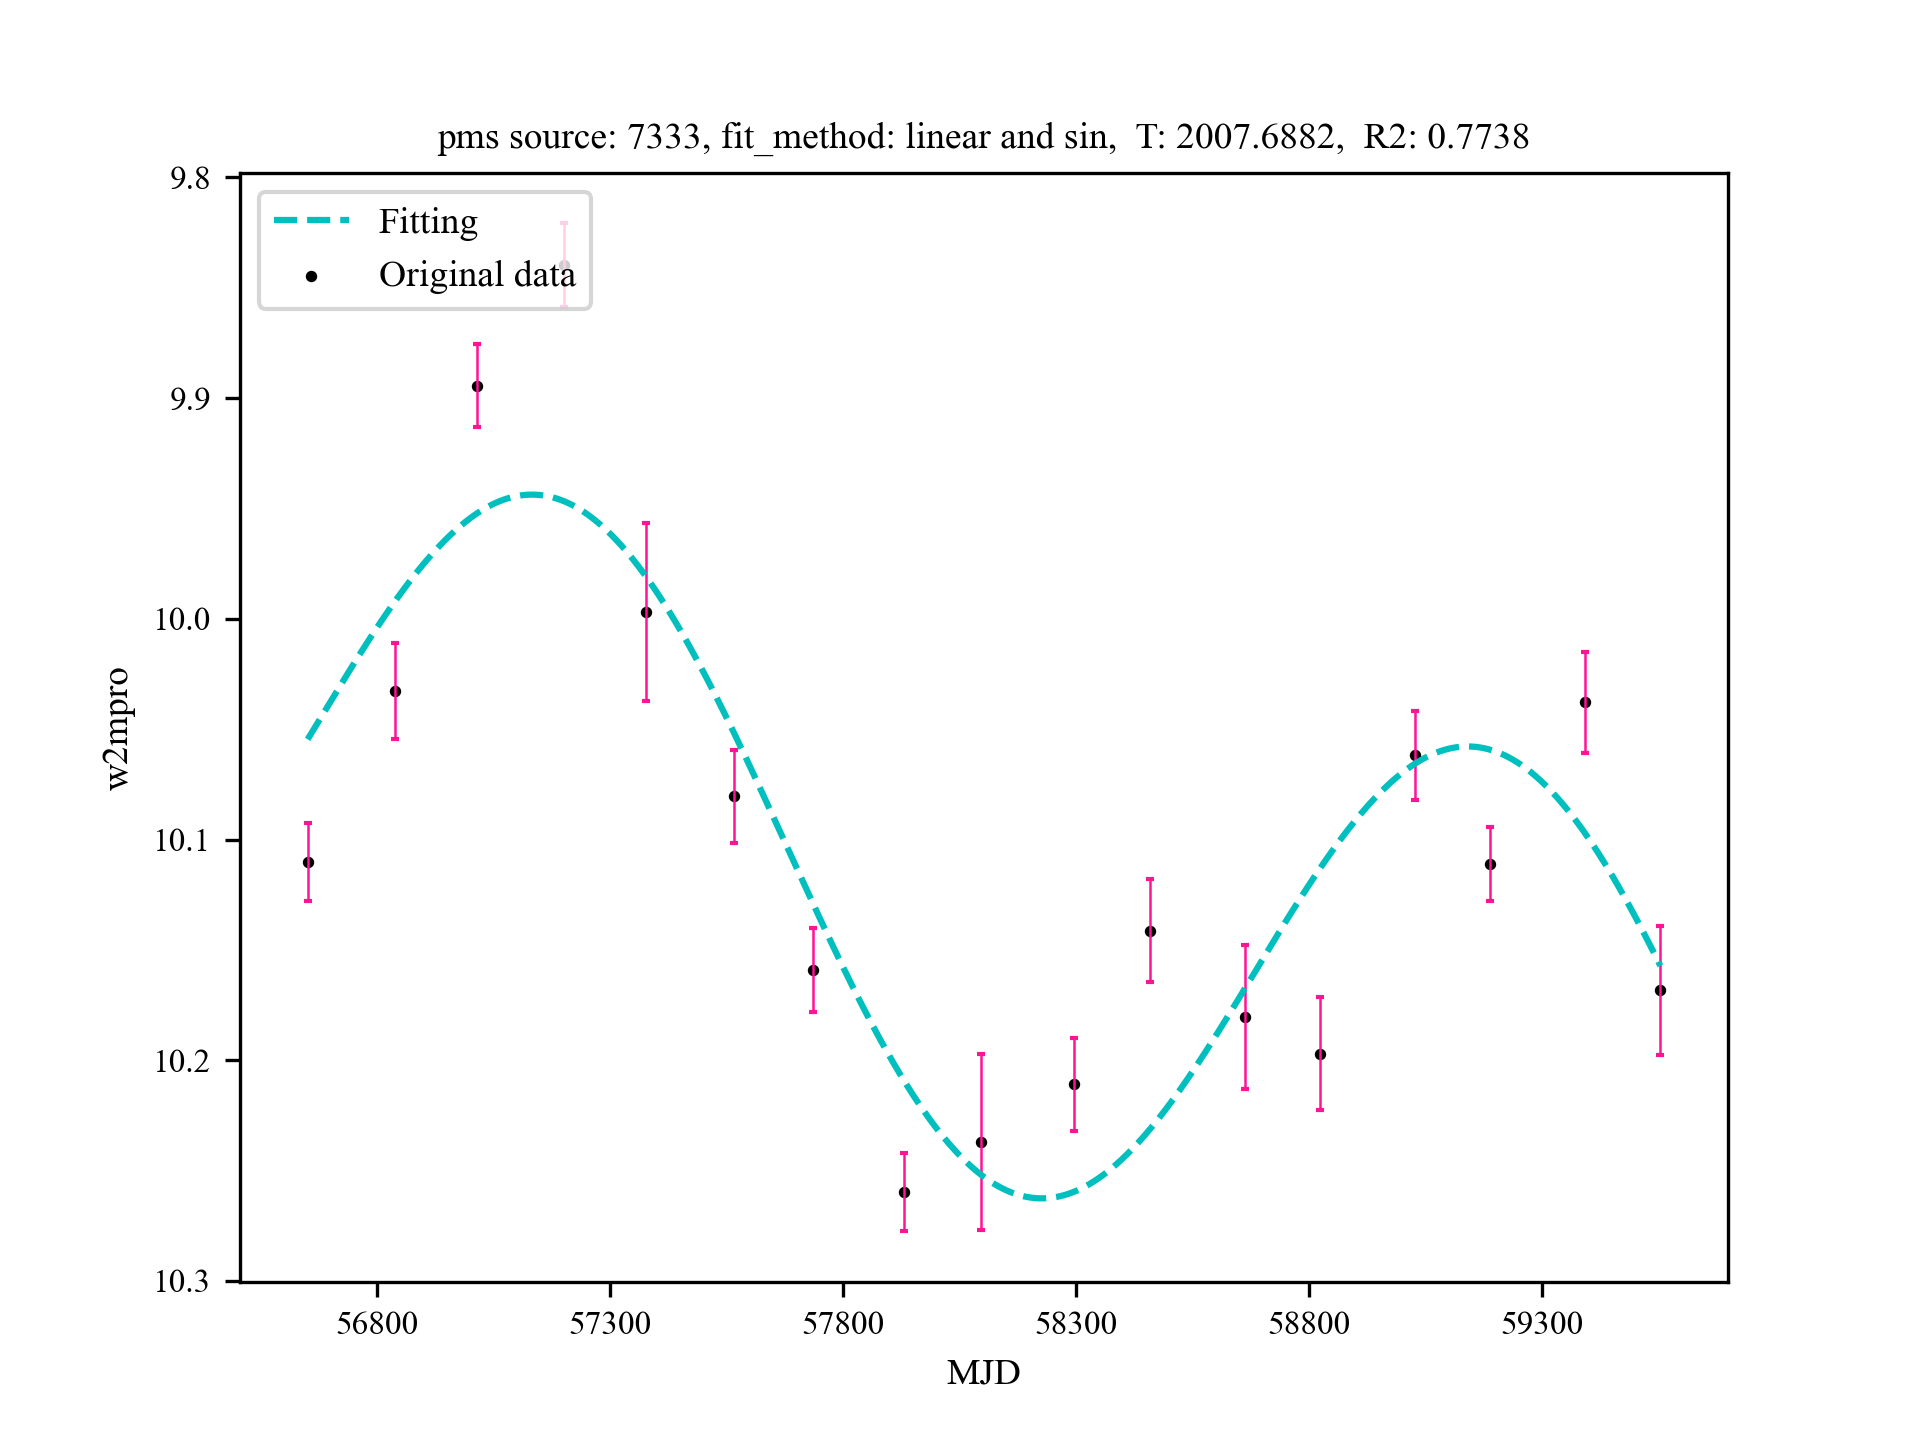 pms source: 7333, fit_method: linear and sin,  T: 2007.6882,  R2: 0.7738
Fitting
Original data
9.8
9.9
10.0
10.1
10.2
10.3
w2mpro
56800
57300
57800
58300
58800
59300
MJD